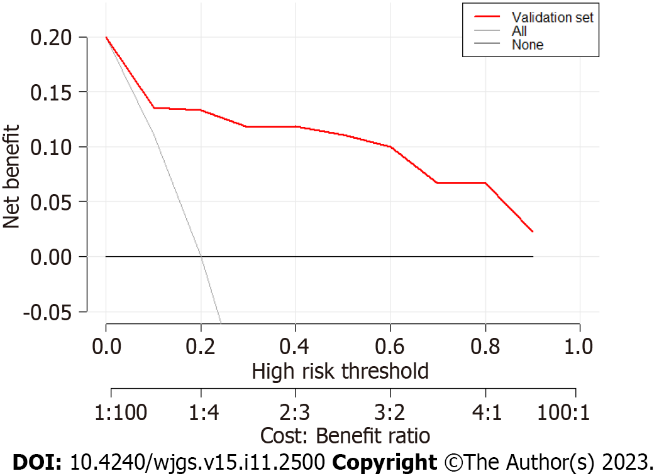 Validation set
All
None
Net benefit
0.20
0.15
0.10
0.05
0.00
-0.05
0.0 0.2 0.4 0.6 0.8 1.0
High risk threshold
1:100 1:4 2:3 3:2 4:1 100:1
Cost: Benefit ratio
DOI: 10.4240/wjgs.v15.i11.2500 Copyright ©The Author(s) 2023.